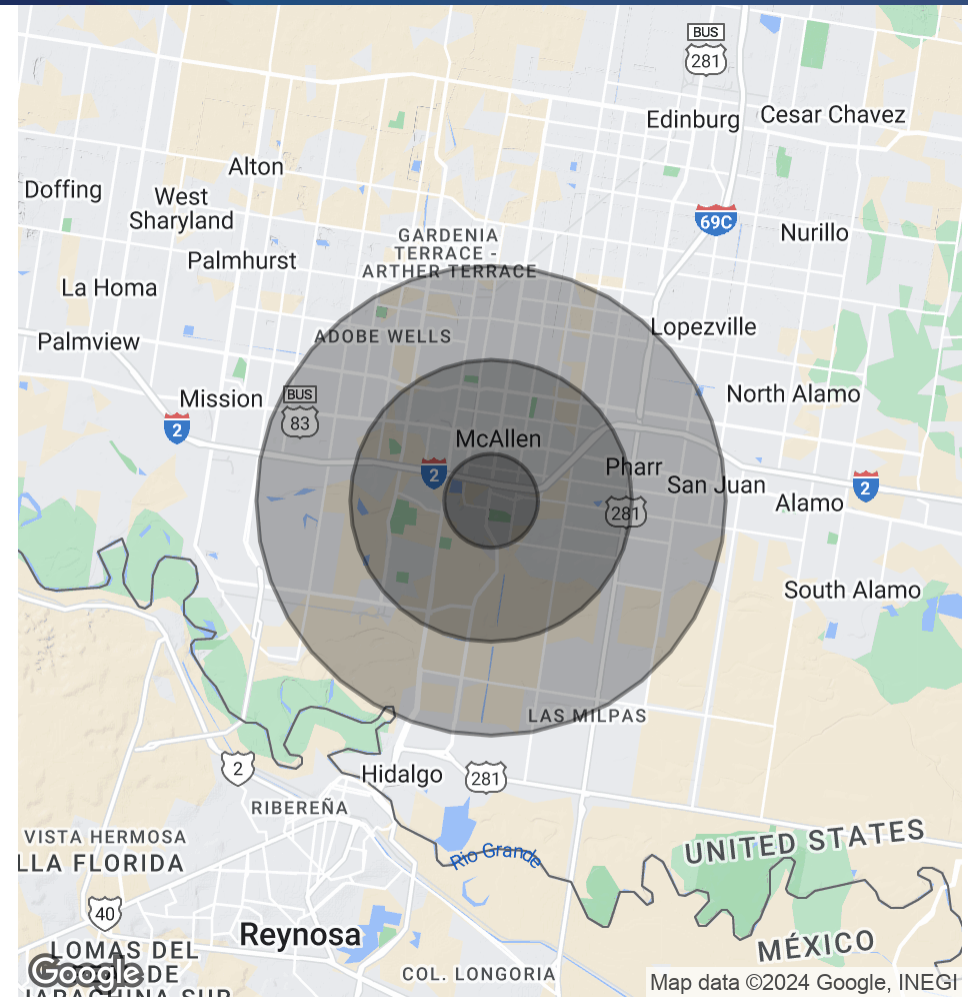 BUS
281
Edinburg
Cesar Chavez
Alton
Doffing
West
Sharyland
69C
Nurillo
GARDENIA
TERRACE -
ARTHER TERRACE
Palmhurst
La Homa
Lopezville
ADOBE WELLS
Palmview
Mission
BUS
83
North Alamo
2
McAllen
2
Pharr
San Juan
2
Alamo
281
South Alamo
LAS MILPAS
2
Hidalgo
281
RIBEREÑA
VISTA HERMOSA
LLA FLORIDA
UNITED STATES
Rio Grande
40
Reynosa
MÉXICO
LOMAS DEL
DE
JARACHINA SUR
COL. LONGORIA
Google
Map data ©2024 Google, INEGI